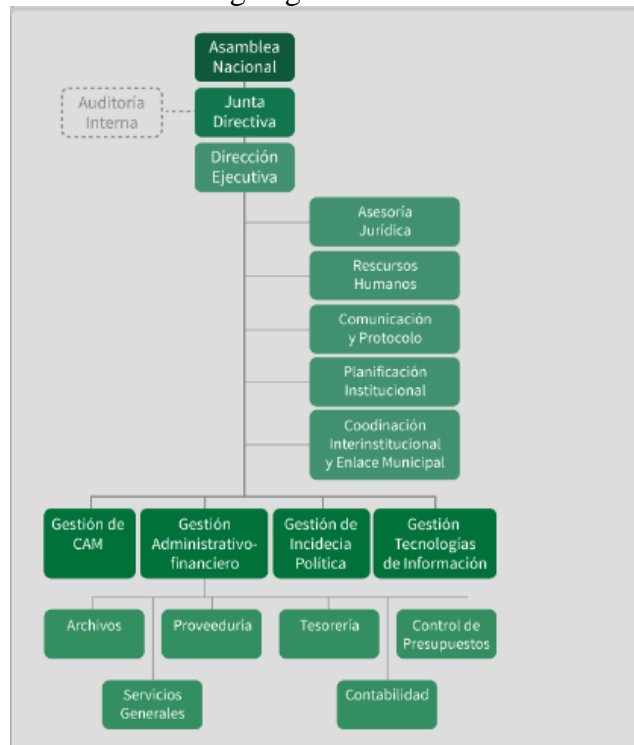 Asamblea
Nacional
Auditoría
Interna
Junta
Directiva
Dirección
Ejecutiva
Asesoría
Jurídica
Rescursos
Humanos
Comunicación
y Protocolo
Planificación
Institucional
Coodinación
Interinstitucional
y Enlace Municipal
Gestión de
CAM
Gestión
Administrativo-
financiero
Gestión de
Incidecia
Política
Gestión
Tecnologías
de Información
Archivos
Proveeduría
Tesorería
Control de
Presupuestos
Servicios
Generales
Contabilidad